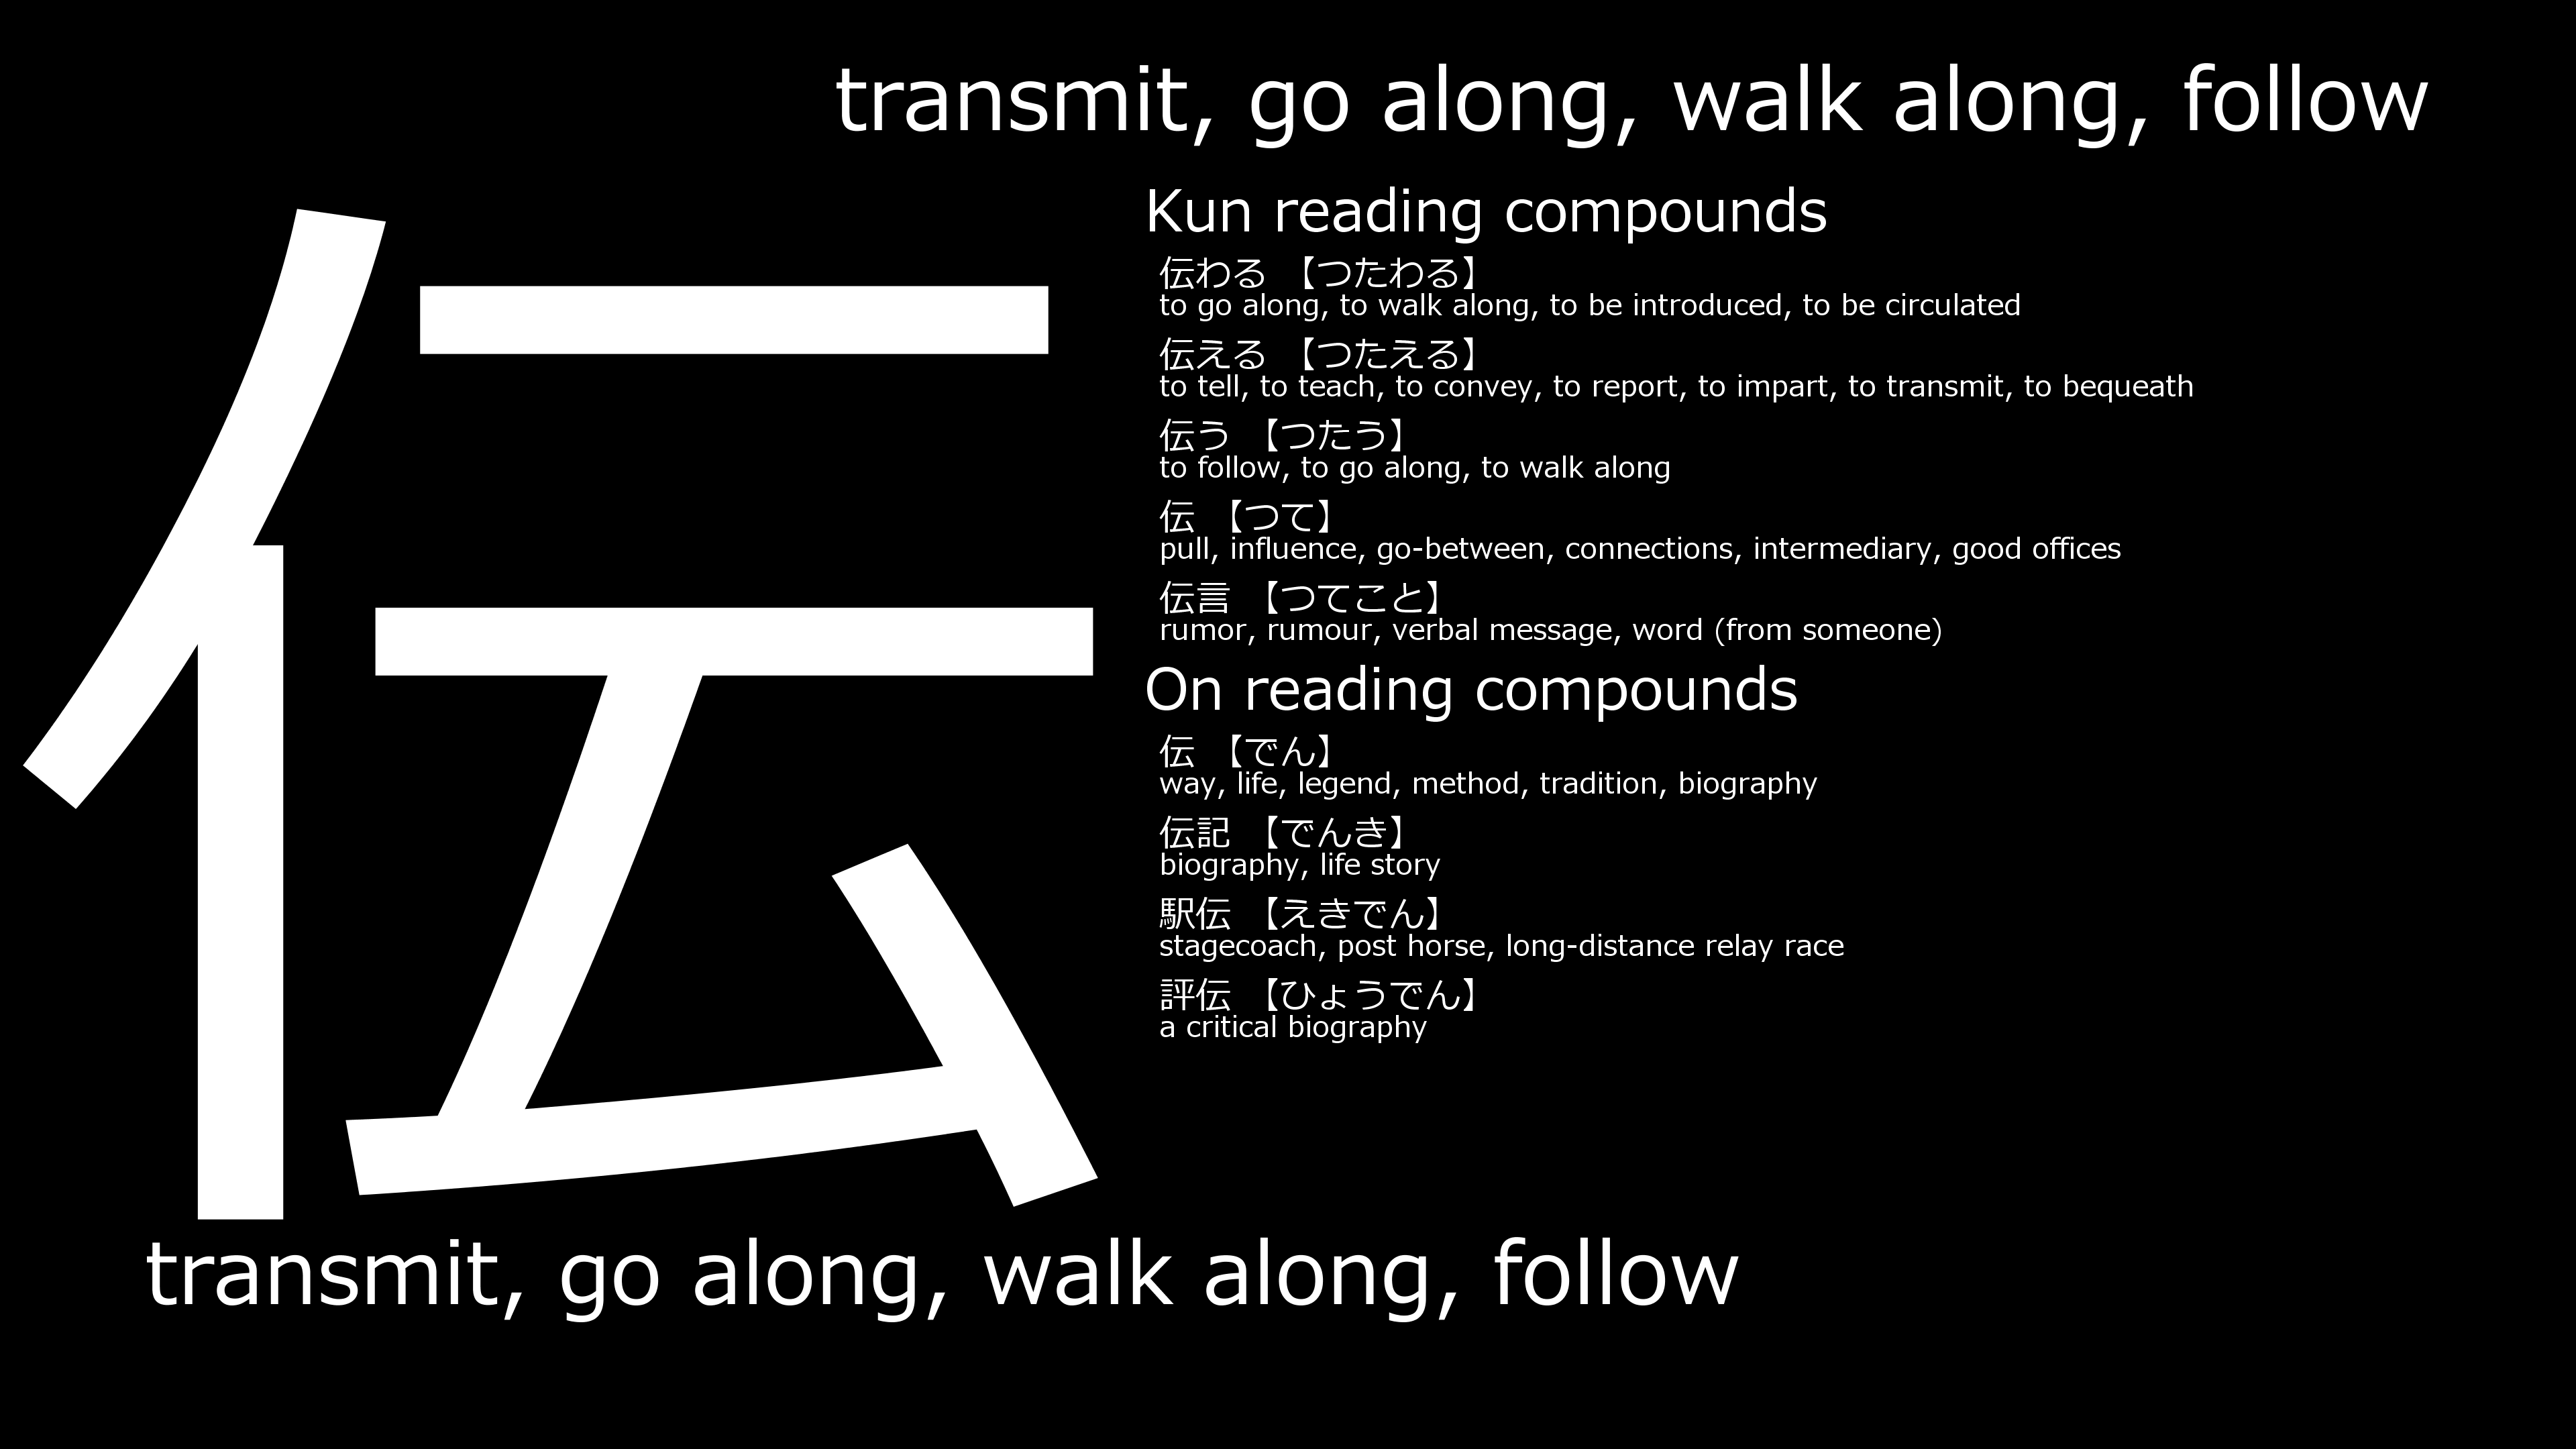 transmit, go along, walk along, follow
伝
Kun reading compounds
伝わる 【つたわる】
to go along, to walk along, to be introduced, to be circulated
伝える 【つたえる】
to tell, to teach, to convey, to report, to impart, to transmit, to bequeath
伝う 【つたう】
to follow, to go along, to walk along
伝 【つて】
pull, influence, go-between, connections, intermediary, good offices
伝言 【つてこと】
rumor, rumour, verbal message, word (from someone)
On reading compounds
伝 【でん】
way, life, legend, method, tradition, biography
伝記 【でんき】
biography, life story
駅伝 【えきでん】
stagecoach, post horse, long-distance relay race
評伝 【ひょうでん】
a critical biography
transmit, go along, walk along, follow